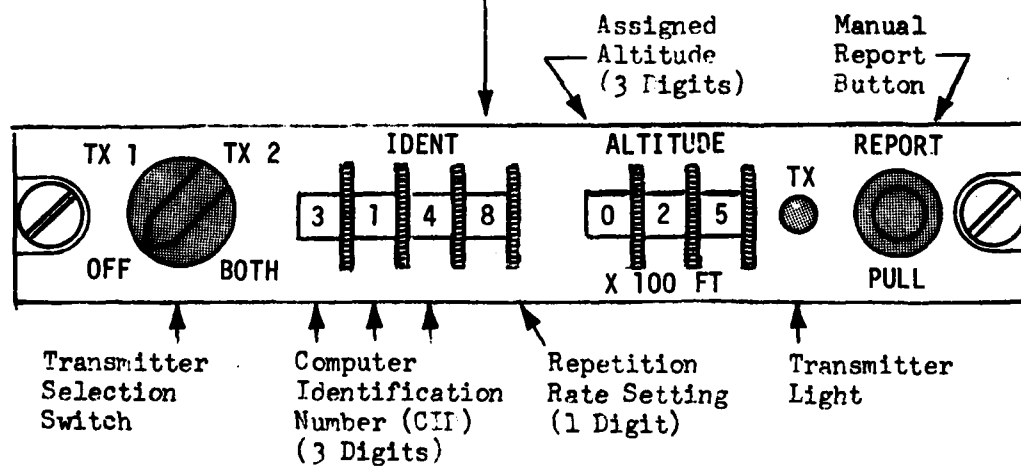 Assigned
Altitude
(3 Digits)
Manual
Report
Button
TX 1
TX 2
IDENT
ALTITUDE
REPORT
TX
3 1 4 8
0 2 5
OFF
BOTH
X 100 FT
PULL
Transmitter
Selection
Switch
Computer
Identification
Number (CIN)
(3 Digits)
Repetition
Rate Setting
(1 Digit)
Transmitter
Light